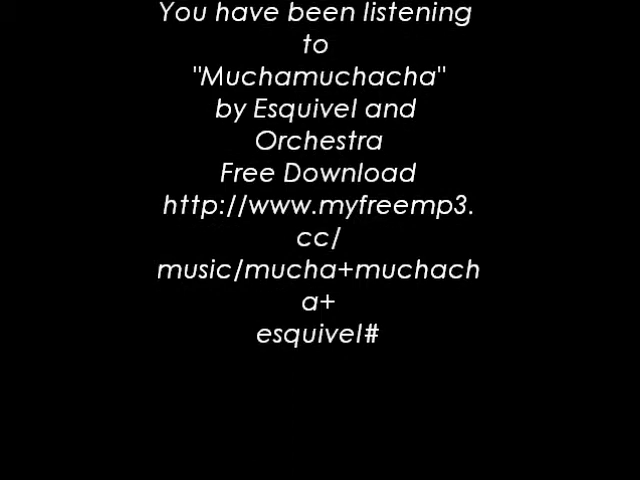 You have been listening
to
"Muchamuchacha"
by Esquivel and
Orchestra
Free Download
http://www.myfreemp3.
cc/
music/mucha+muchach
a+
esquivel#